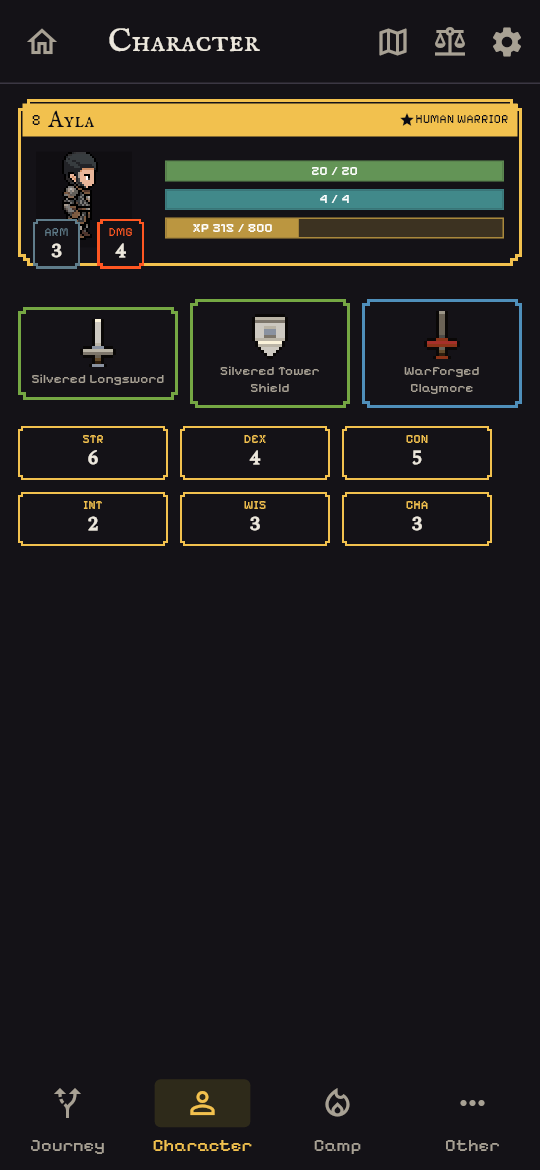 Character
8 Ayla
HUMAN WARRIOR
20 / 20
4 / 4
XP 318 / 800
ARM
3
DMG
4
Silvered Longsword
Silvered Tower
Shield
Warforged
Claymore
STR
6
DEX
4
CON
5
INT
2
WIS
3
CHA
3
Journey
Character
Camp
Other